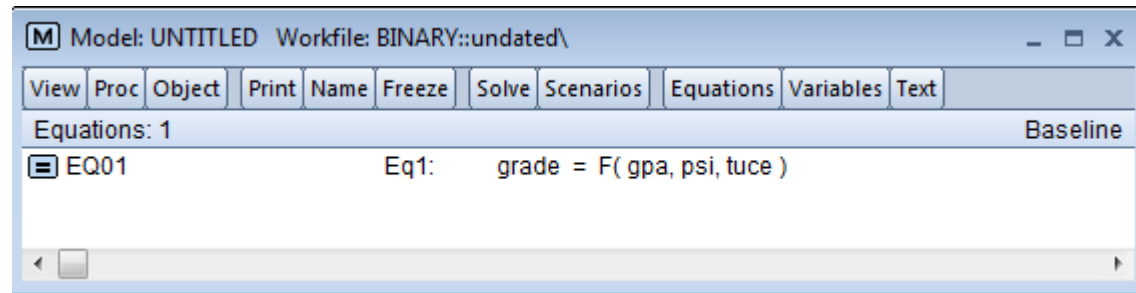 M Model: UNTITLED Workfile: BINARY::undated\
View Proc Object Print Name Freeze Solve Scenarios Equations Variables Text
Equations: 1 Baseline
= EQ01 Eq1: grade = F( gpa, psi, tuce )